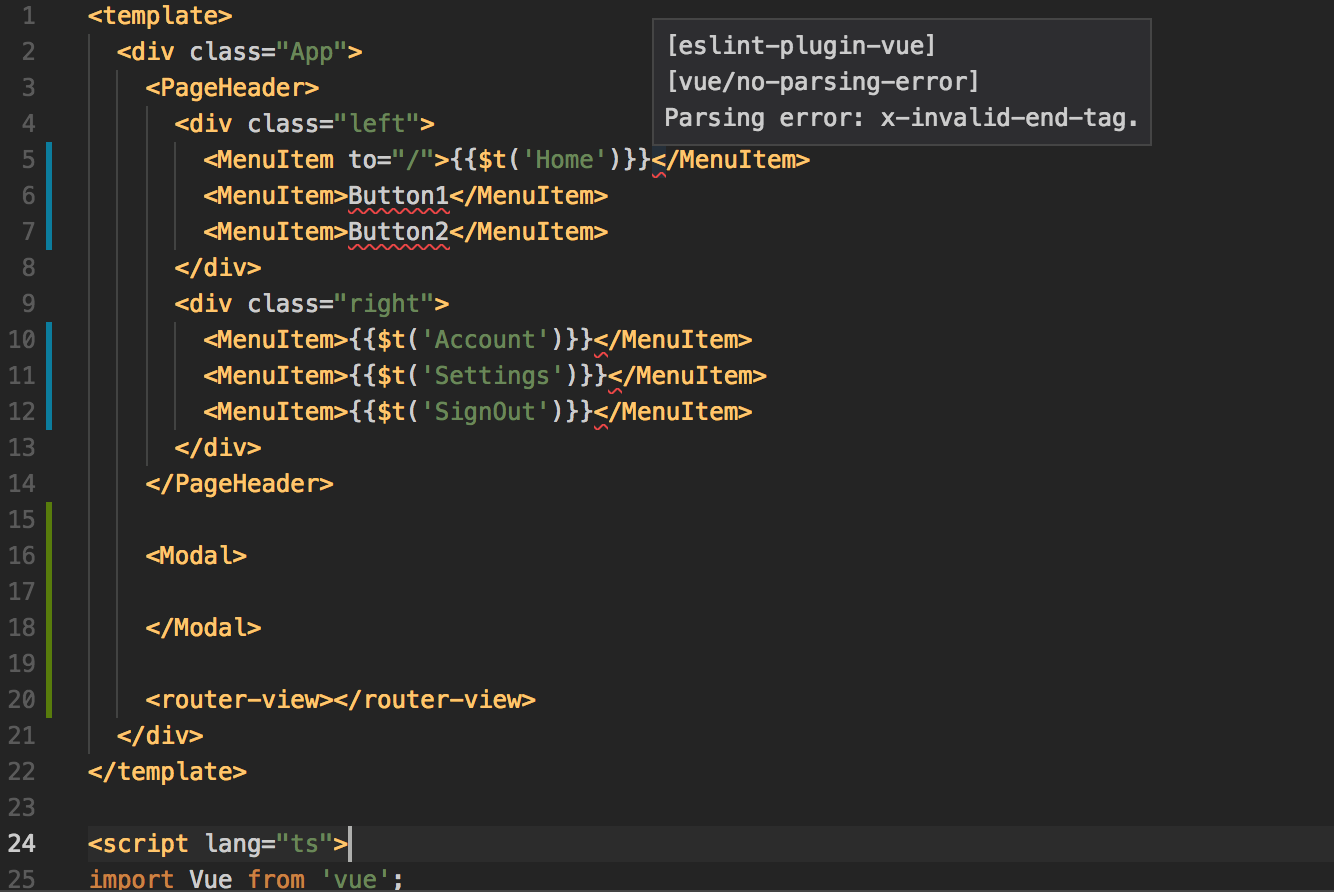 1 <template>
2   <div class="App">
3     <PageHeader>
[eslint-plugin-vue]
[vue/no-parsing-error]
Parsing error: x-invalid-end-tag.
4       <div class="left">
5         <MenuItem to="/">{{$t('Home')}}</MenuItem>
6         <MenuItem>Button1</MenuItem>
7         <MenuItem>Button2</MenuItem>
8       </div>
9       <div class="right">
10         <MenuItem>{{$t('Account')}}</MenuItem>
11         <MenuItem>{{$t('Settings')}}</MenuItem>
12         <MenuItem>{{$t('SignOut')}}</MenuItem>
13       </div>
14     </PageHeader>
15
16     <Modal>
17
18     </Modal>
19
20     <router-view></router-view>
21   </div>
22 </template>
23
24 <script lang="ts">
25 import Vue from 'vue';